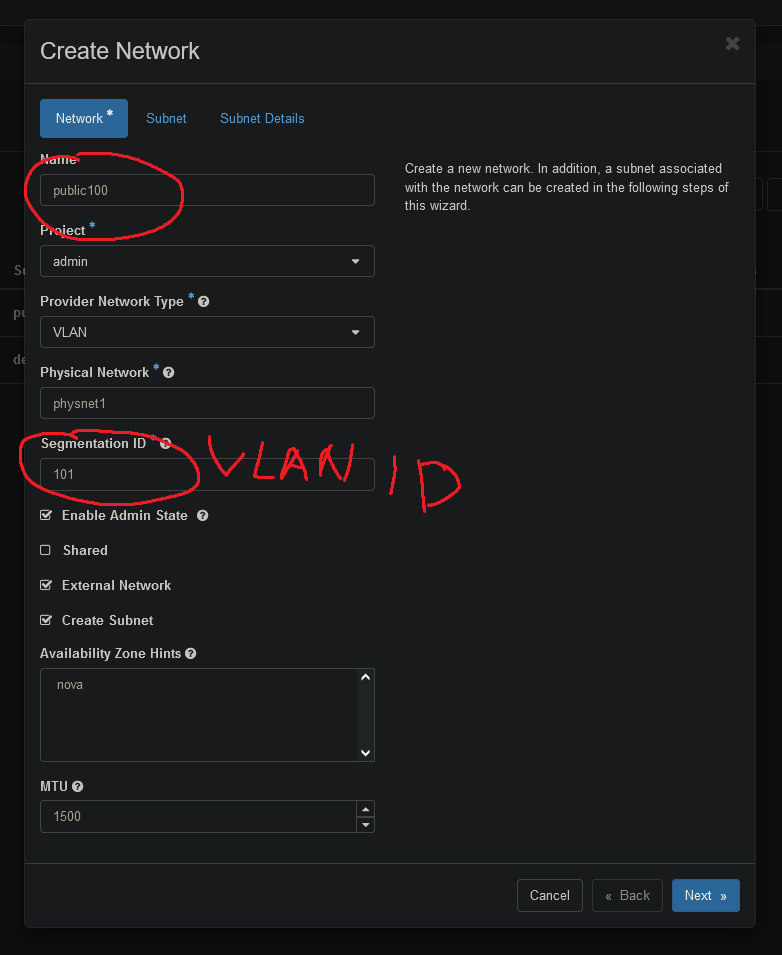 Create Network
Network *
Subnet
Subnet Details
Name
public100
Create a new network. In addition, a subnet associated
with the network can be created in the following steps of
this wizard.
Project *
admin
Provider Network Type *
VLAN
Physical Network *
physnet1
Segmentation ID
101
VLAN ID
Enable Admin State
Shared
External Network
Create Subnet
Availability Zone Hints
nova
MTU
1500
Cancel
« Back
Next »